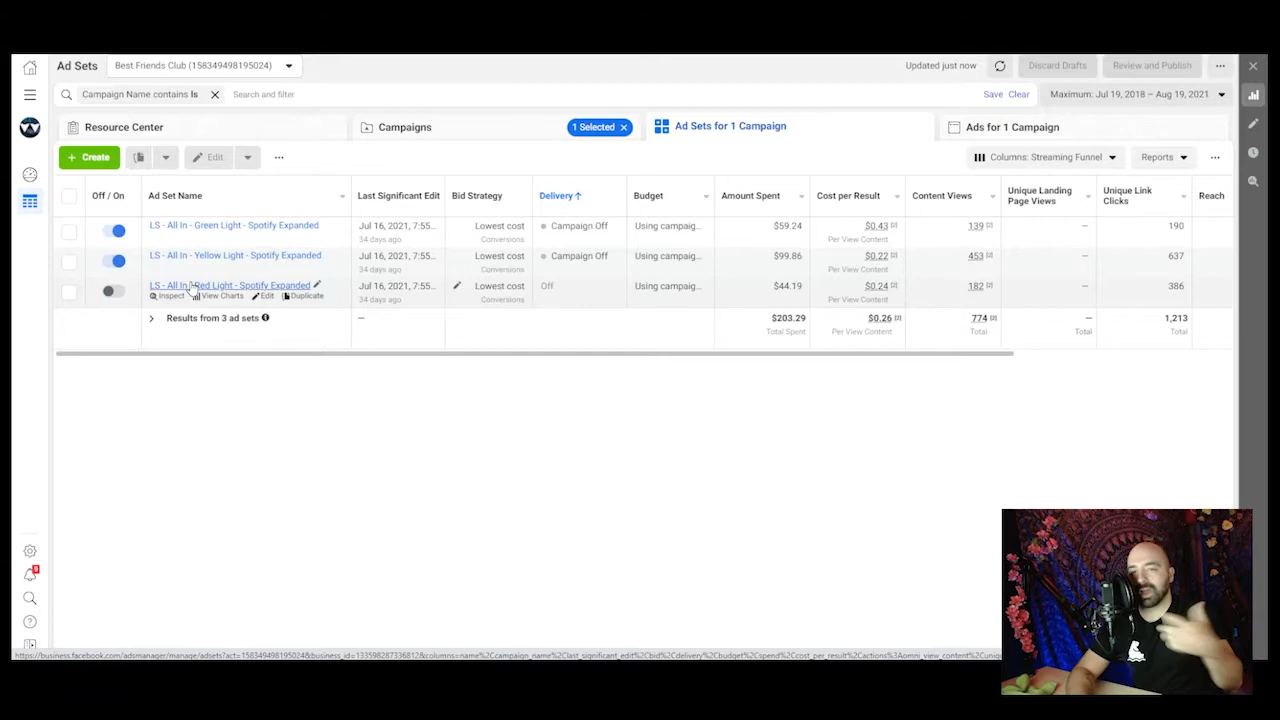 Ad Sets
Best Friends Club (158349498195024)
Updated just now
Discard Drafts
Review and Publish
Campaign Name contains ls
Search and filter
Save Clear
Maximum: Jul 19, 2018 – Aug 19, 2021
Resource Center
Campaigns
1 Selected
Ad Sets for 1 Campaign
Ads for 1 Campaign
+ Create
Edit
Columns: Streaming Funnel
Reports
Off / On
Ad Set Name
Last Significant Edit
Bid Strategy
Delivery ↑
Budget
Amount Spent
Cost per Result
Content Views
Unique Landing Page Views
Unique Link Clicks
Reach
LS - All In - Green Light - Spotify Expanded
Jul 16, 2021, 7:55...
34 days ago
Lowest cost
Conversions
Campaign Off
Using campaig...
$59.24
$0.43 [2]
Per View Content
139 [2]
—
190
LS - All In - Yellow Light - Spotify Expanded
Jul 16, 2021, 7:55...
34 days ago
Lowest cost
Conversions
Campaign Off
Using campaig...
$99.86
$0.22 [2]
Per View Content
453 [2]
—
637
LS - All In - Red Light - Spotify Expanded
Inspect
View Charts
Edit
Duplicate
Jul 16, 2021, 7:55...
34 days ago
Lowest cost
Conversions
Off
Using campaig...
$44.19
$0.24 [2]
Per View Content
182 [2]
—
386
Results from 3 ad sets
—
$203.29
Total Spent
$0.26 [2]
Per View Content
774 [2]
Total
—
Total
1,213
Total